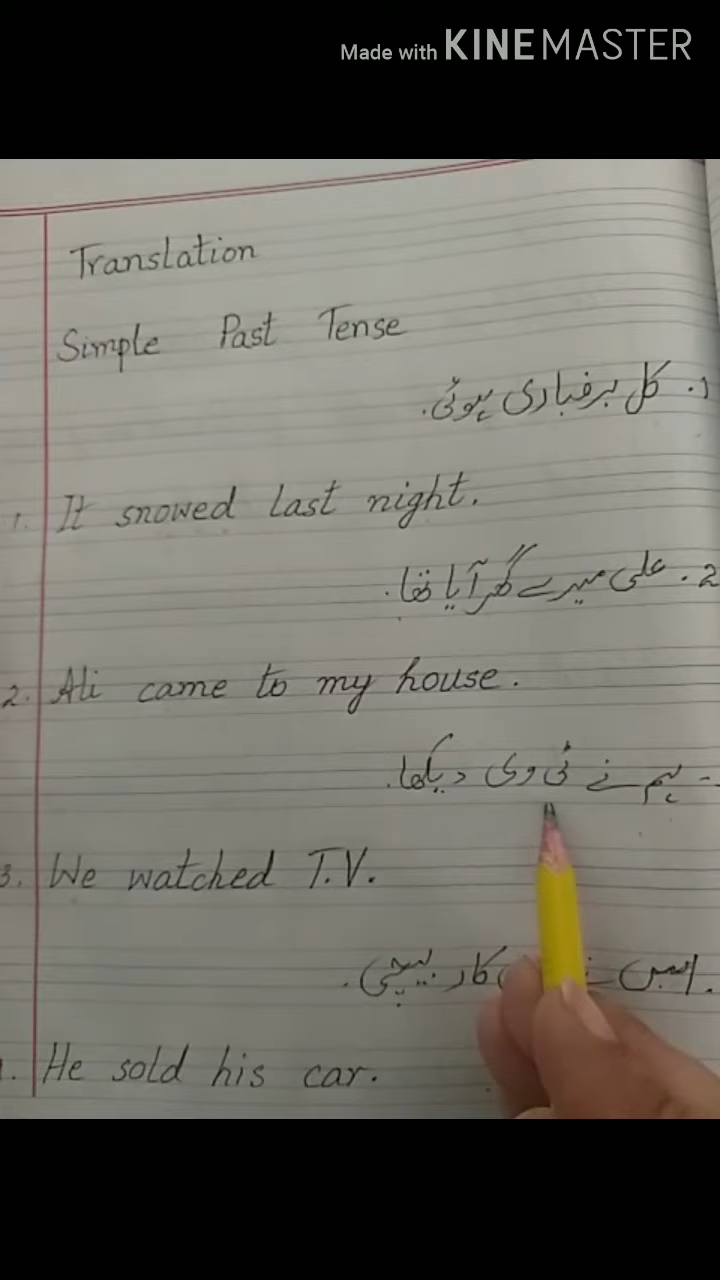 Made with KINEMASTER
Translation
Simple Past Tense
1. کل برفباری ہوئی.
1. It snowed last night.
2. علی میرے گھر آیا تھا.
2. Ali came to my house.
- ہم نے ٹی وی دیکھا.
3. We watched T.V.
کار بیچی.
. He sold his car.